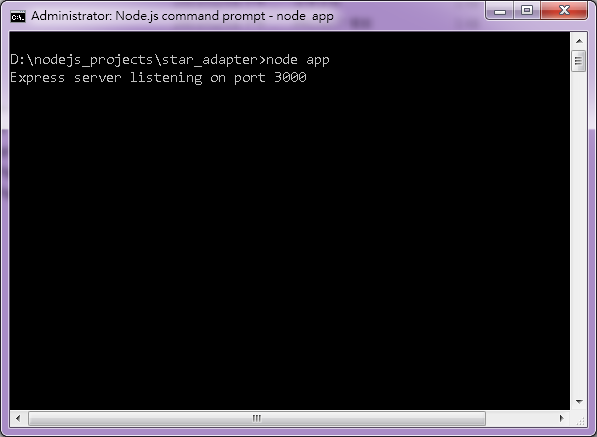 Administrator: Node.js command prompt - node  app
D:\nodejs_projects\star_adapter>node app
Express server listening on port 3000